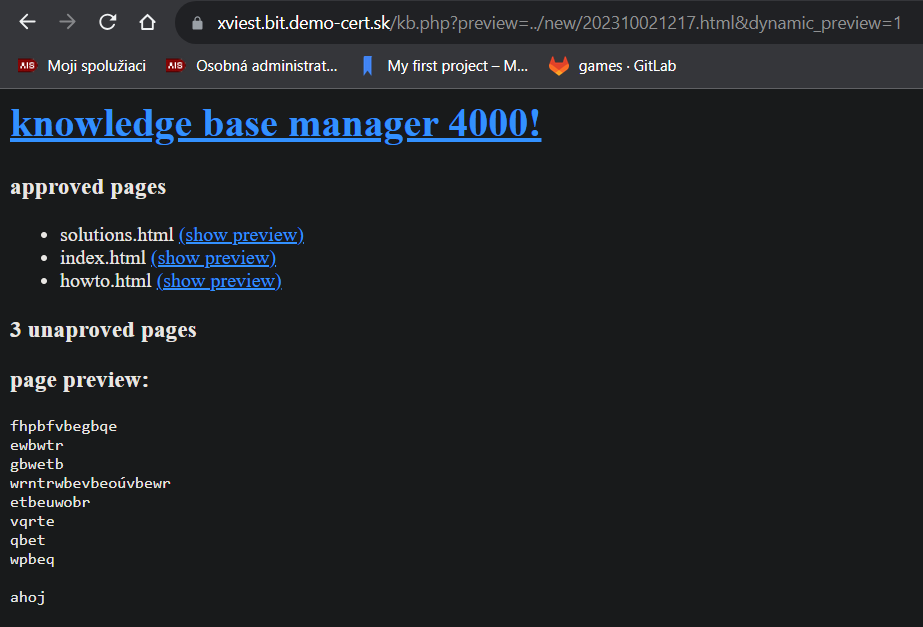 xviest.bit.demo-cert.sk/kb.php?preview=../new/202310021217.html&dynamic_preview=1
AIS Moji spolužiaci AIS Osobná administrat... My first project – M... games · GitLab
knowledge base manager 4000!
approved pages
• solutions.html (show preview)
• index.html (show preview)
• howto.html (show preview)
3 unaproved pages
page preview:
fhpbfvbegbqe
ewbwtr
gbwetb
wrntrwbevbeoúvbewr
etbeuwobr
vqrte
qbet
wpbeq
ahoj